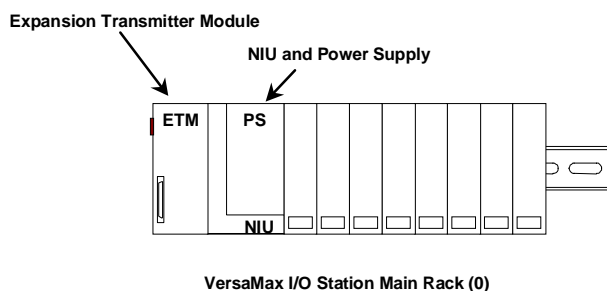 Expansion Transmitter Module
NIU and Power Supply
ETM
PS
NIU
VersaMax I/O Station Main Rack (0)